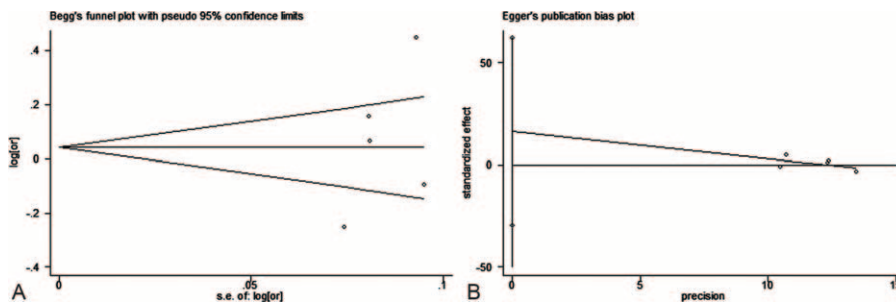 Begg's funnel plot with pseudo 95% confidence limits
.4
.2
0
-.2
-.4
log[or]
0
.05
.1
s.e. of: log[or]
A
Egger's publication bias plot
50
0
-50
standardized effect
0
5
10
precision
B